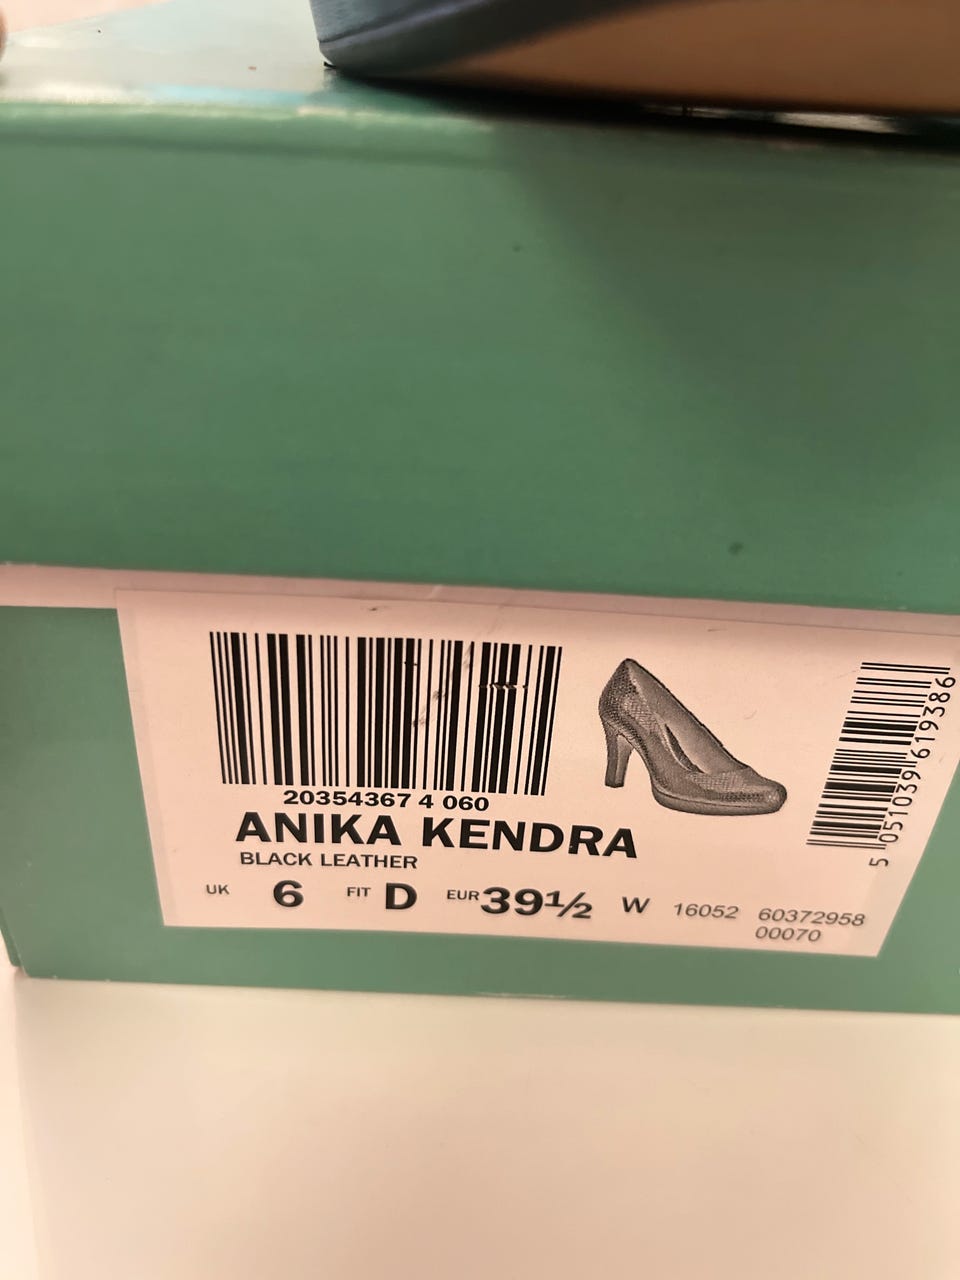 20354367 4 060
ANIKA KENDRA
BLACK LEATHER
UK 6 FIT D EUR 39½ W 16052 60372958
00070
5 051039 619386